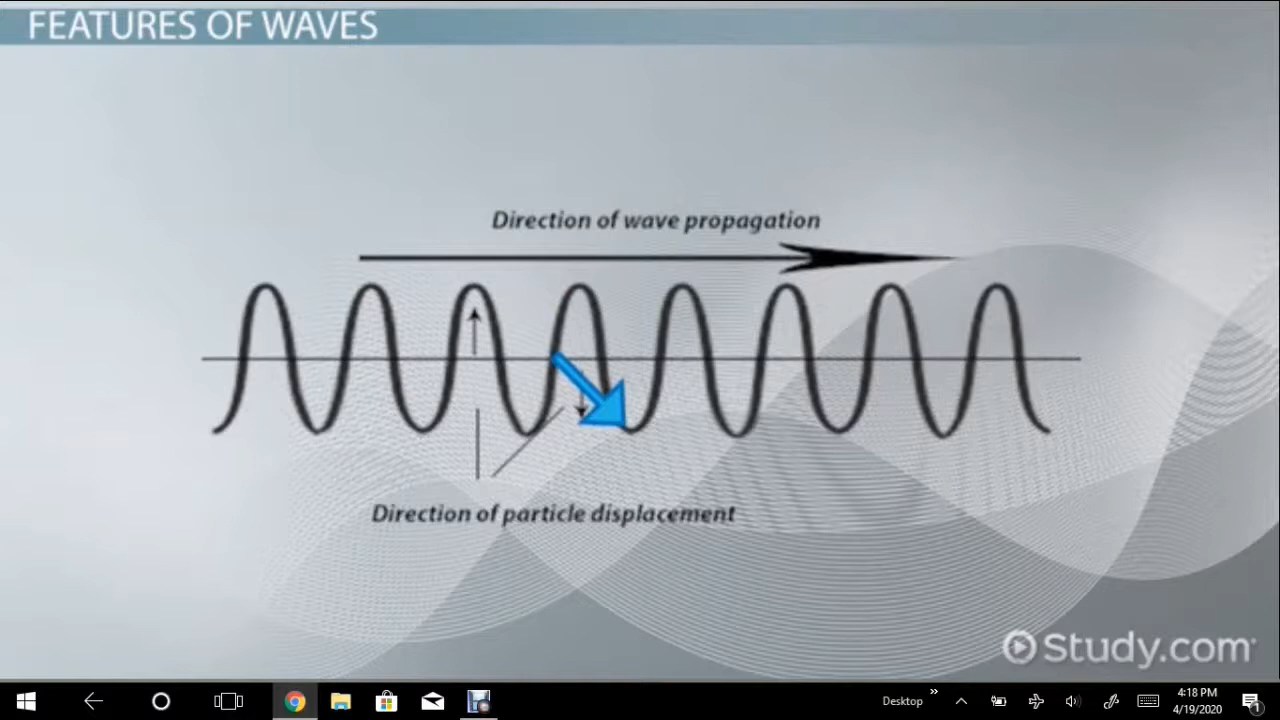 FEATURES OF WAVES
Direction of wave propagation
Direction of particle displacement
Study.com
Desktop
»
4:18 PM
4/19/2020
1